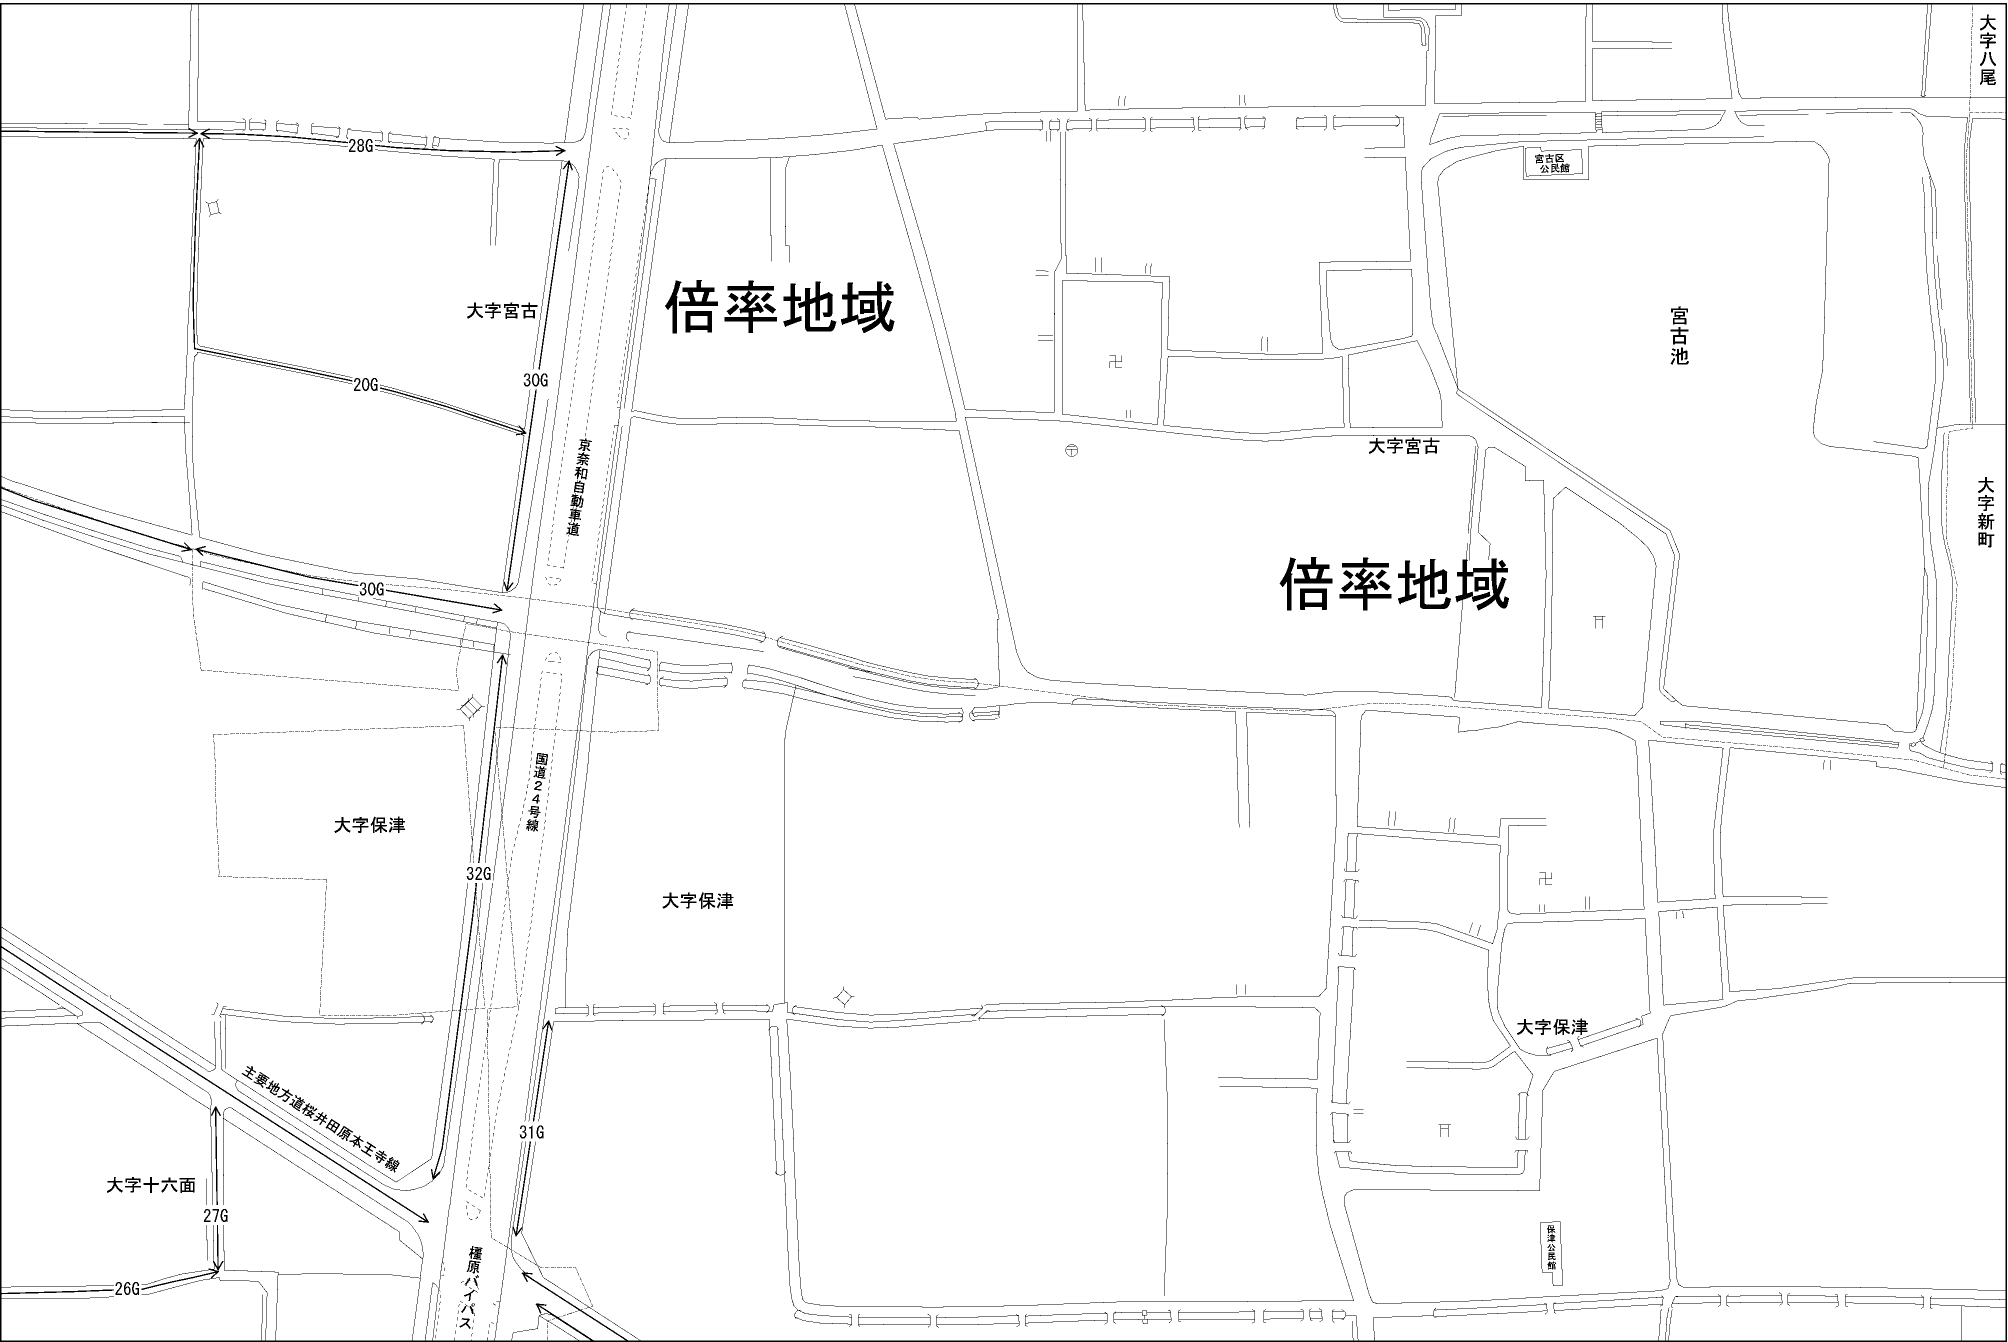 大字八尾
28G
宮古区
公民館
大字宮古
倍率地域
宮古池
30G
20G
京奈和自動車道
大字宮古
大字新町
倍率地域
30G
国道24号線
大字保津
32G
大字保津
大字保津
主要地方道桜井田原本王寺線
31G
大字十六面
27G
保津公民館
橿原バイパス
26G